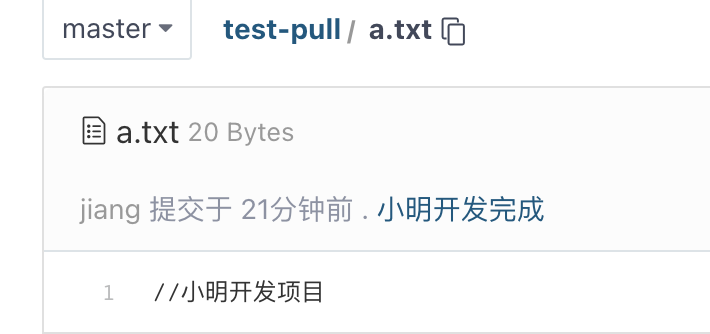 master test-pull / a.txt
a.txt 20 Bytes
jiang 提交于 21分钟前 . 小明开发完成
1 //小明开发项目